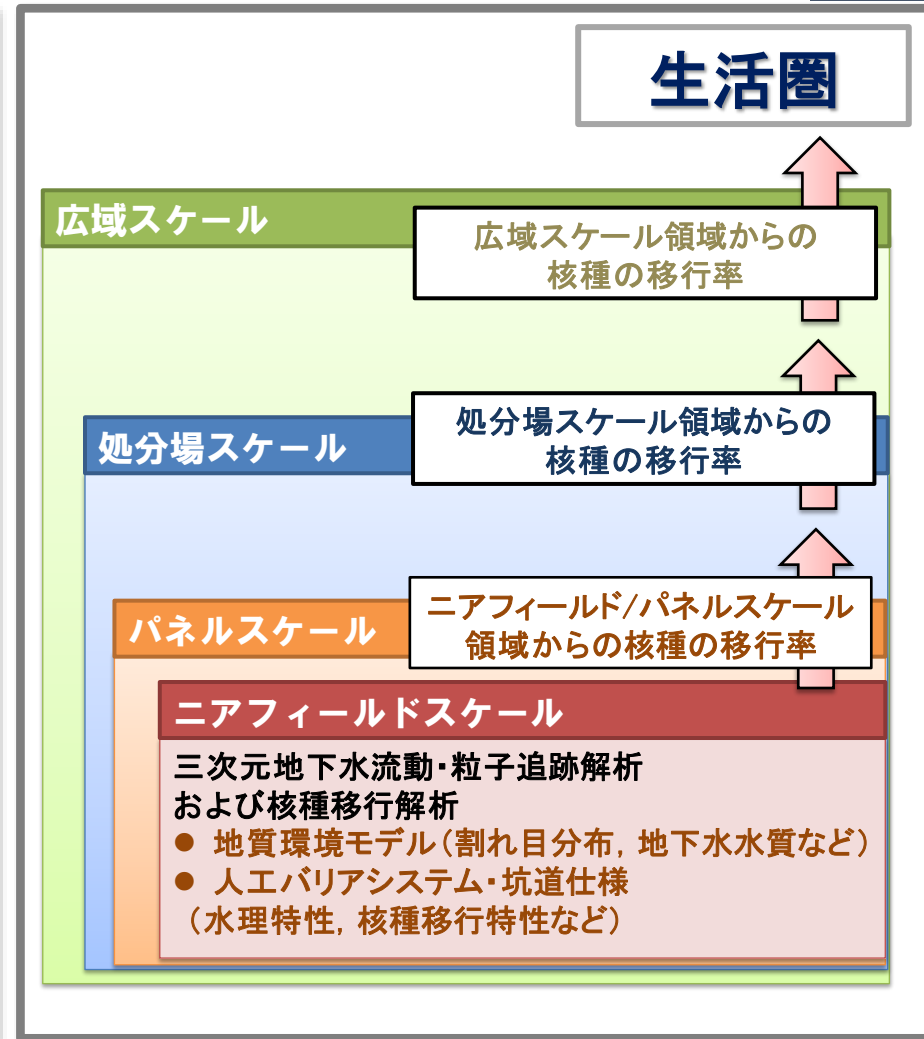 生活圏
広域スケール
広域スケール領域からの
核種の移行率
処分場スケール
処分場スケール領域からの
核種の移行率
パネルスケール
ニアフィールド/パネルスケール
領域からの核種の移行率
ニアフィールドスケール
三次元地下水流動・粒子追跡解析
および核種移行解析
● 地質環境モデル（割れ目分布，地下水水質など）
● 人工バリアシステム・坑道仕様
（水理特性，核種移行特性など）